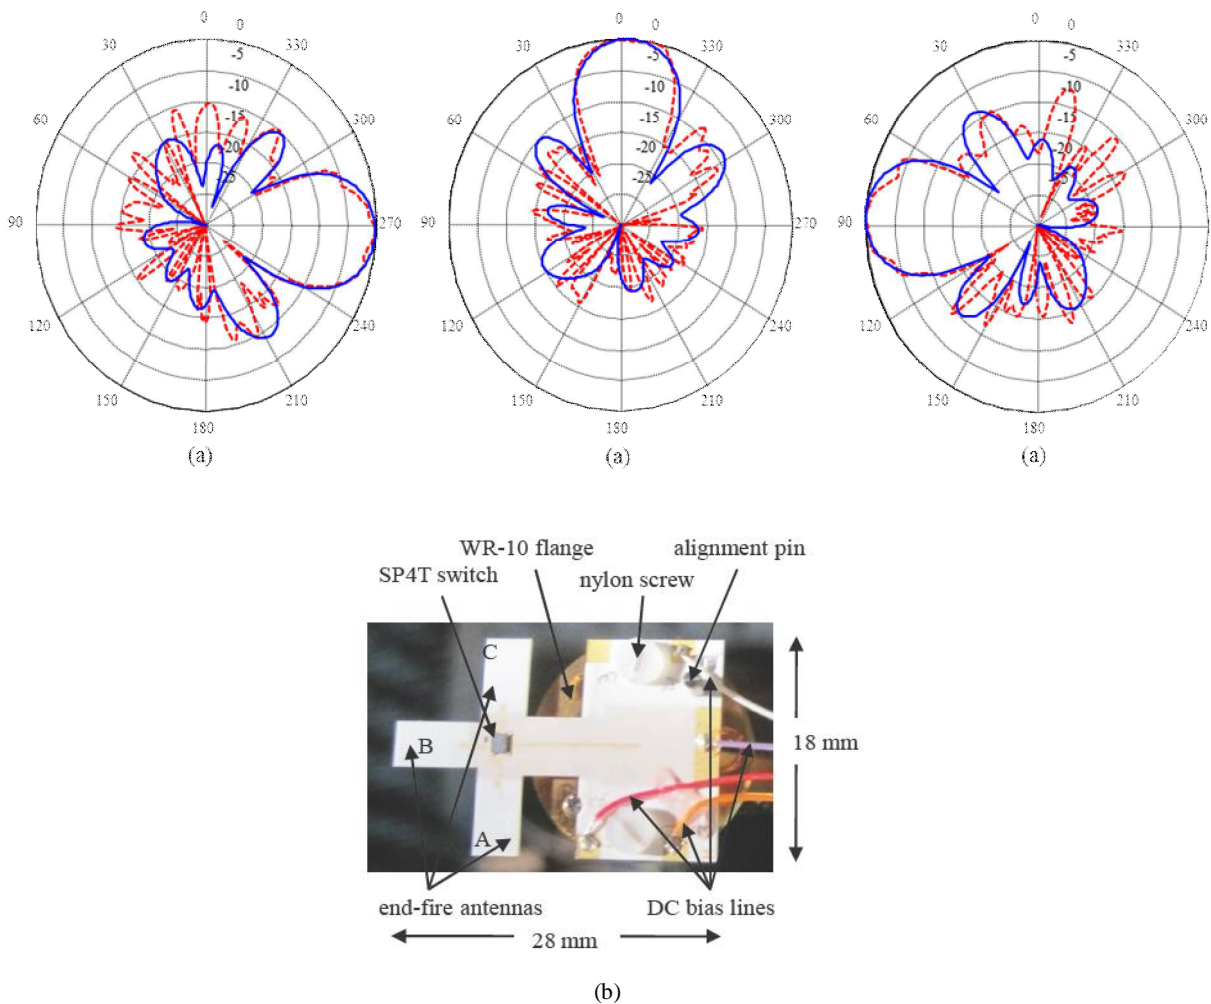 0 0 0 0 0 0
30 330 30 330 30 330
-5 -5 -5
-10 -10 -10
60 -15 300 60 -15 300 60 -15 300
-20 -20 -20
-25 -25 -25
90 270 90 270 90 270
120 240 120 240 120 240
150 210 150 210 150 210
180 180 180
(a) (a) (a)
WR-10 flange alignment pin
SP4T switch nylon screw
C
B
18 mm
A
end-fire antennas DC bias lines
28 mm
(b)